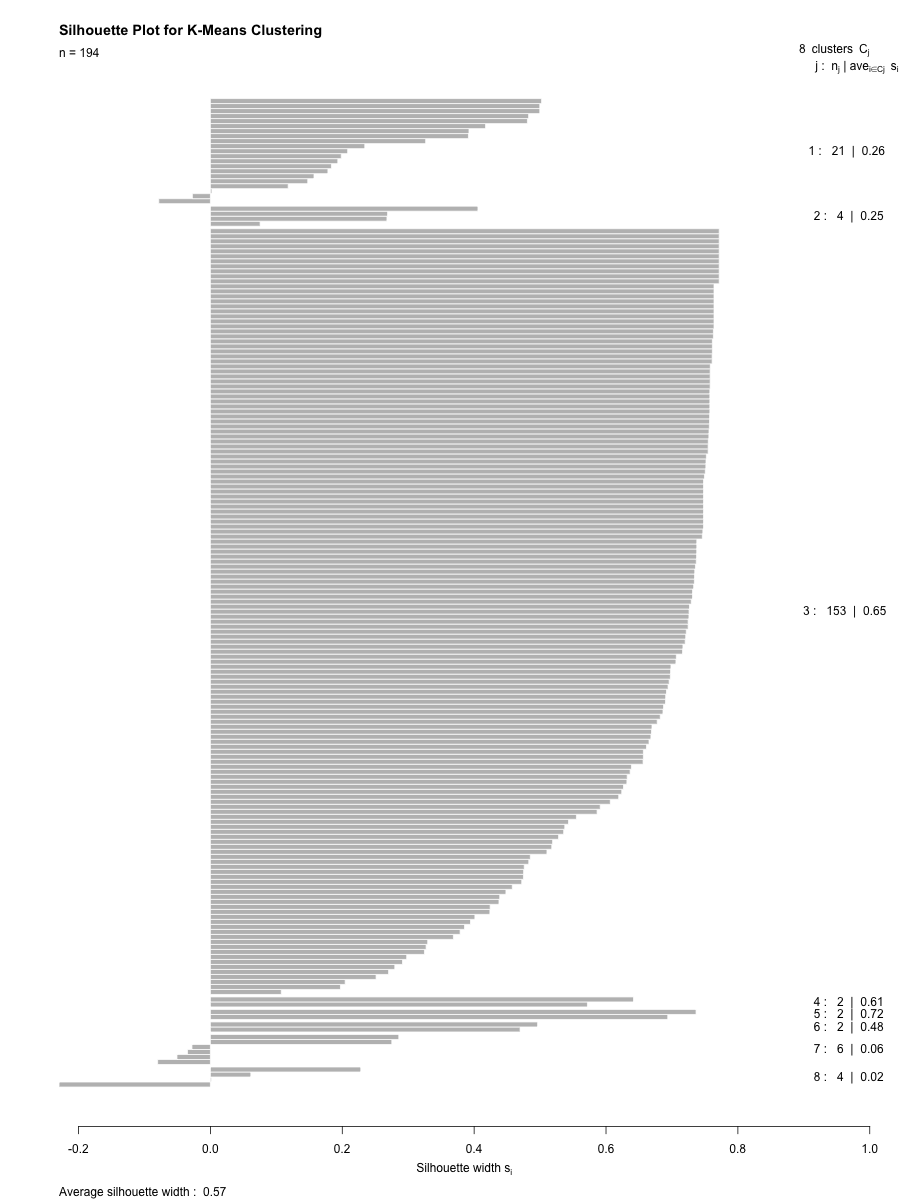 Silhouette Plot for K-Means Clustering
n = 194
8 clusters Cj
j : nj | avei∈Cj si
1 : 21 | 0.26
2 : 4 | 0.25
3 : 153 | 0.65
4 : 2 | 0.61
5 : 2 | 0.72
6 : 2 | 0.48
7 : 6 | 0.06
8 : 4 | 0.02
-0.2 0.0 0.2 0.4 0.6 0.8 1.0
Silhouette width si
Average silhouette width : 0.57